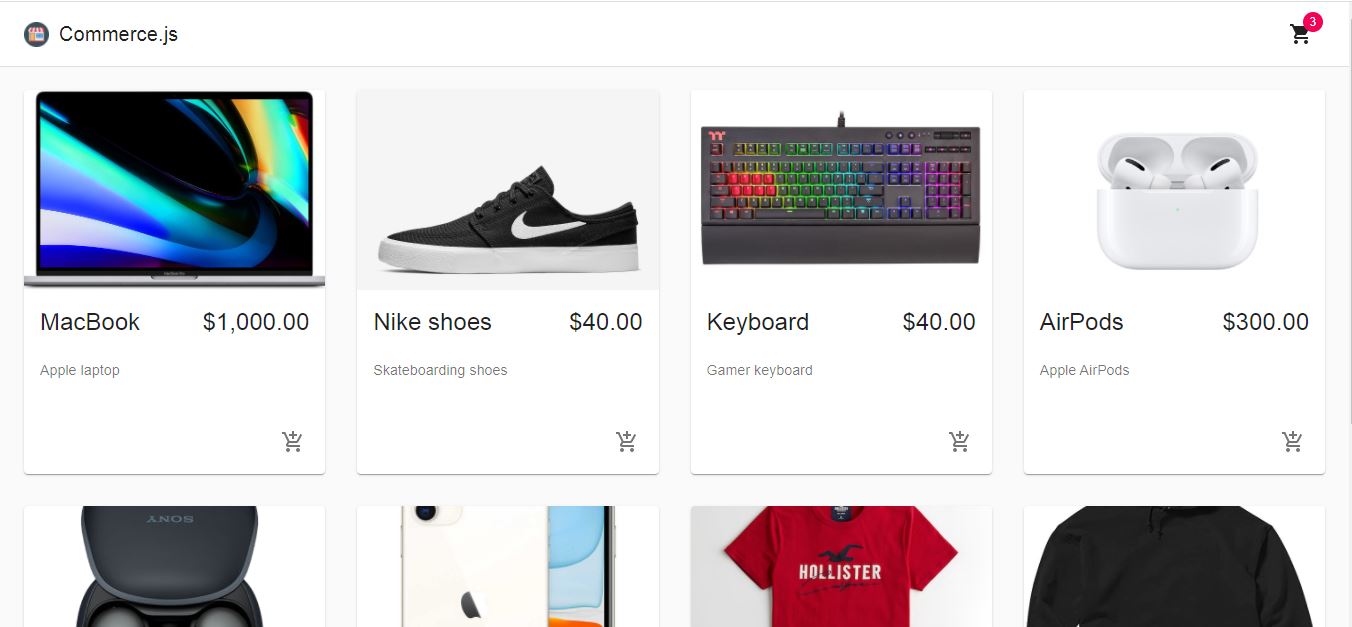 Commerce.js
3
MacBook $1,000.00
Apple laptop
Nike shoes $40.00
Skateboarding shoes
Keyboard $40.00
Gamer keyboard
AirPods $300.00
Apple AirPods
SONY
HOLLISTER